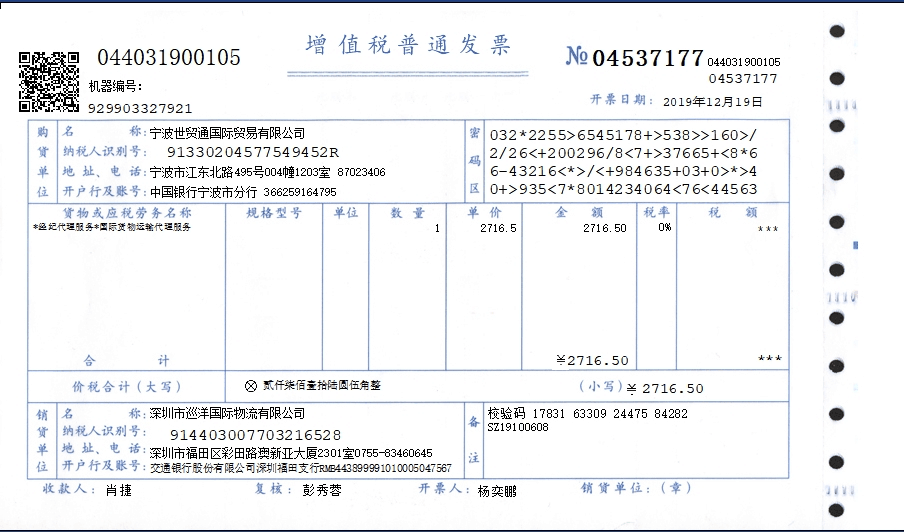 增值税普通发票
044031900105
№ 04537177 044031900105
04537177
机器编号：
929903327921
开票日期： 2019年12月19日
购货单位
名 称： 宁波世贸通国际贸易有限公司
纳税人识别号： 91330204577549452R
地 址、电 话： 宁波市江东北路495号004幢1203室 87023406
开户行及账号： 中国银行宁波市分行 366259164795
密码区
032*2255>6545178+>538>>160>/
2/26<+200296/8<7+>37665+<8*6
6-43216<*>/<+984635+03+0>*>4
0+>935<7*8014234064<76<44563
货物或应税劳务名称 规格型号 单位 数 量 单 价 金 额 税率 税 额
*经纪代理服务*国际货物运输代理服务 1 2716.5 2716.50 0% ***
合 计 ¥2716.50 ***
价税合计（大写） ⊗ 贰仟柒佰壹拾陆圆伍角整 （小写） ¥ 2716.50
销货单位
名 称： 深圳市巡洋国际物流有限公司
纳税人识别号： 914403007703216528
地 址、电 话： 深圳市福田区彩田路澳新亚大厦2301室0755-83460645
开户行及账号： 交通银行股份有限公司深圳福田支行RMB443899991010005047567
备注
校验码 17831 63309 24475 84282
SZ19100608
收款人： 肖捷 复核： 彭秀蓉 开票人： 杨奕鹏 销货单位：（章）